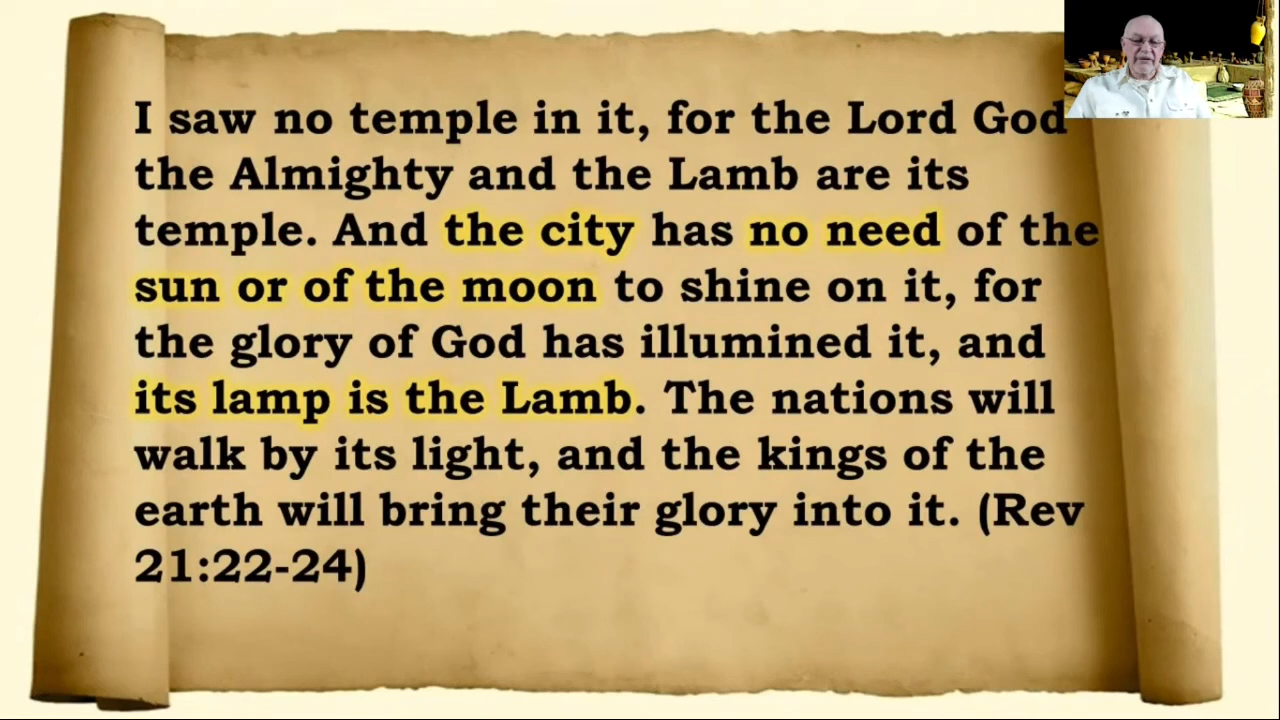 I saw no temple in it, for the Lord God
the Almighty and the Lamb are its
temple. And the city has no need of the
sun or of the moon to shine on it, for
the glory of God has illumined it, and
its lamp is the Lamb. The nations will
walk by its light, and the kings of the
earth will bring their glory into it. (Rev
21:22-24)